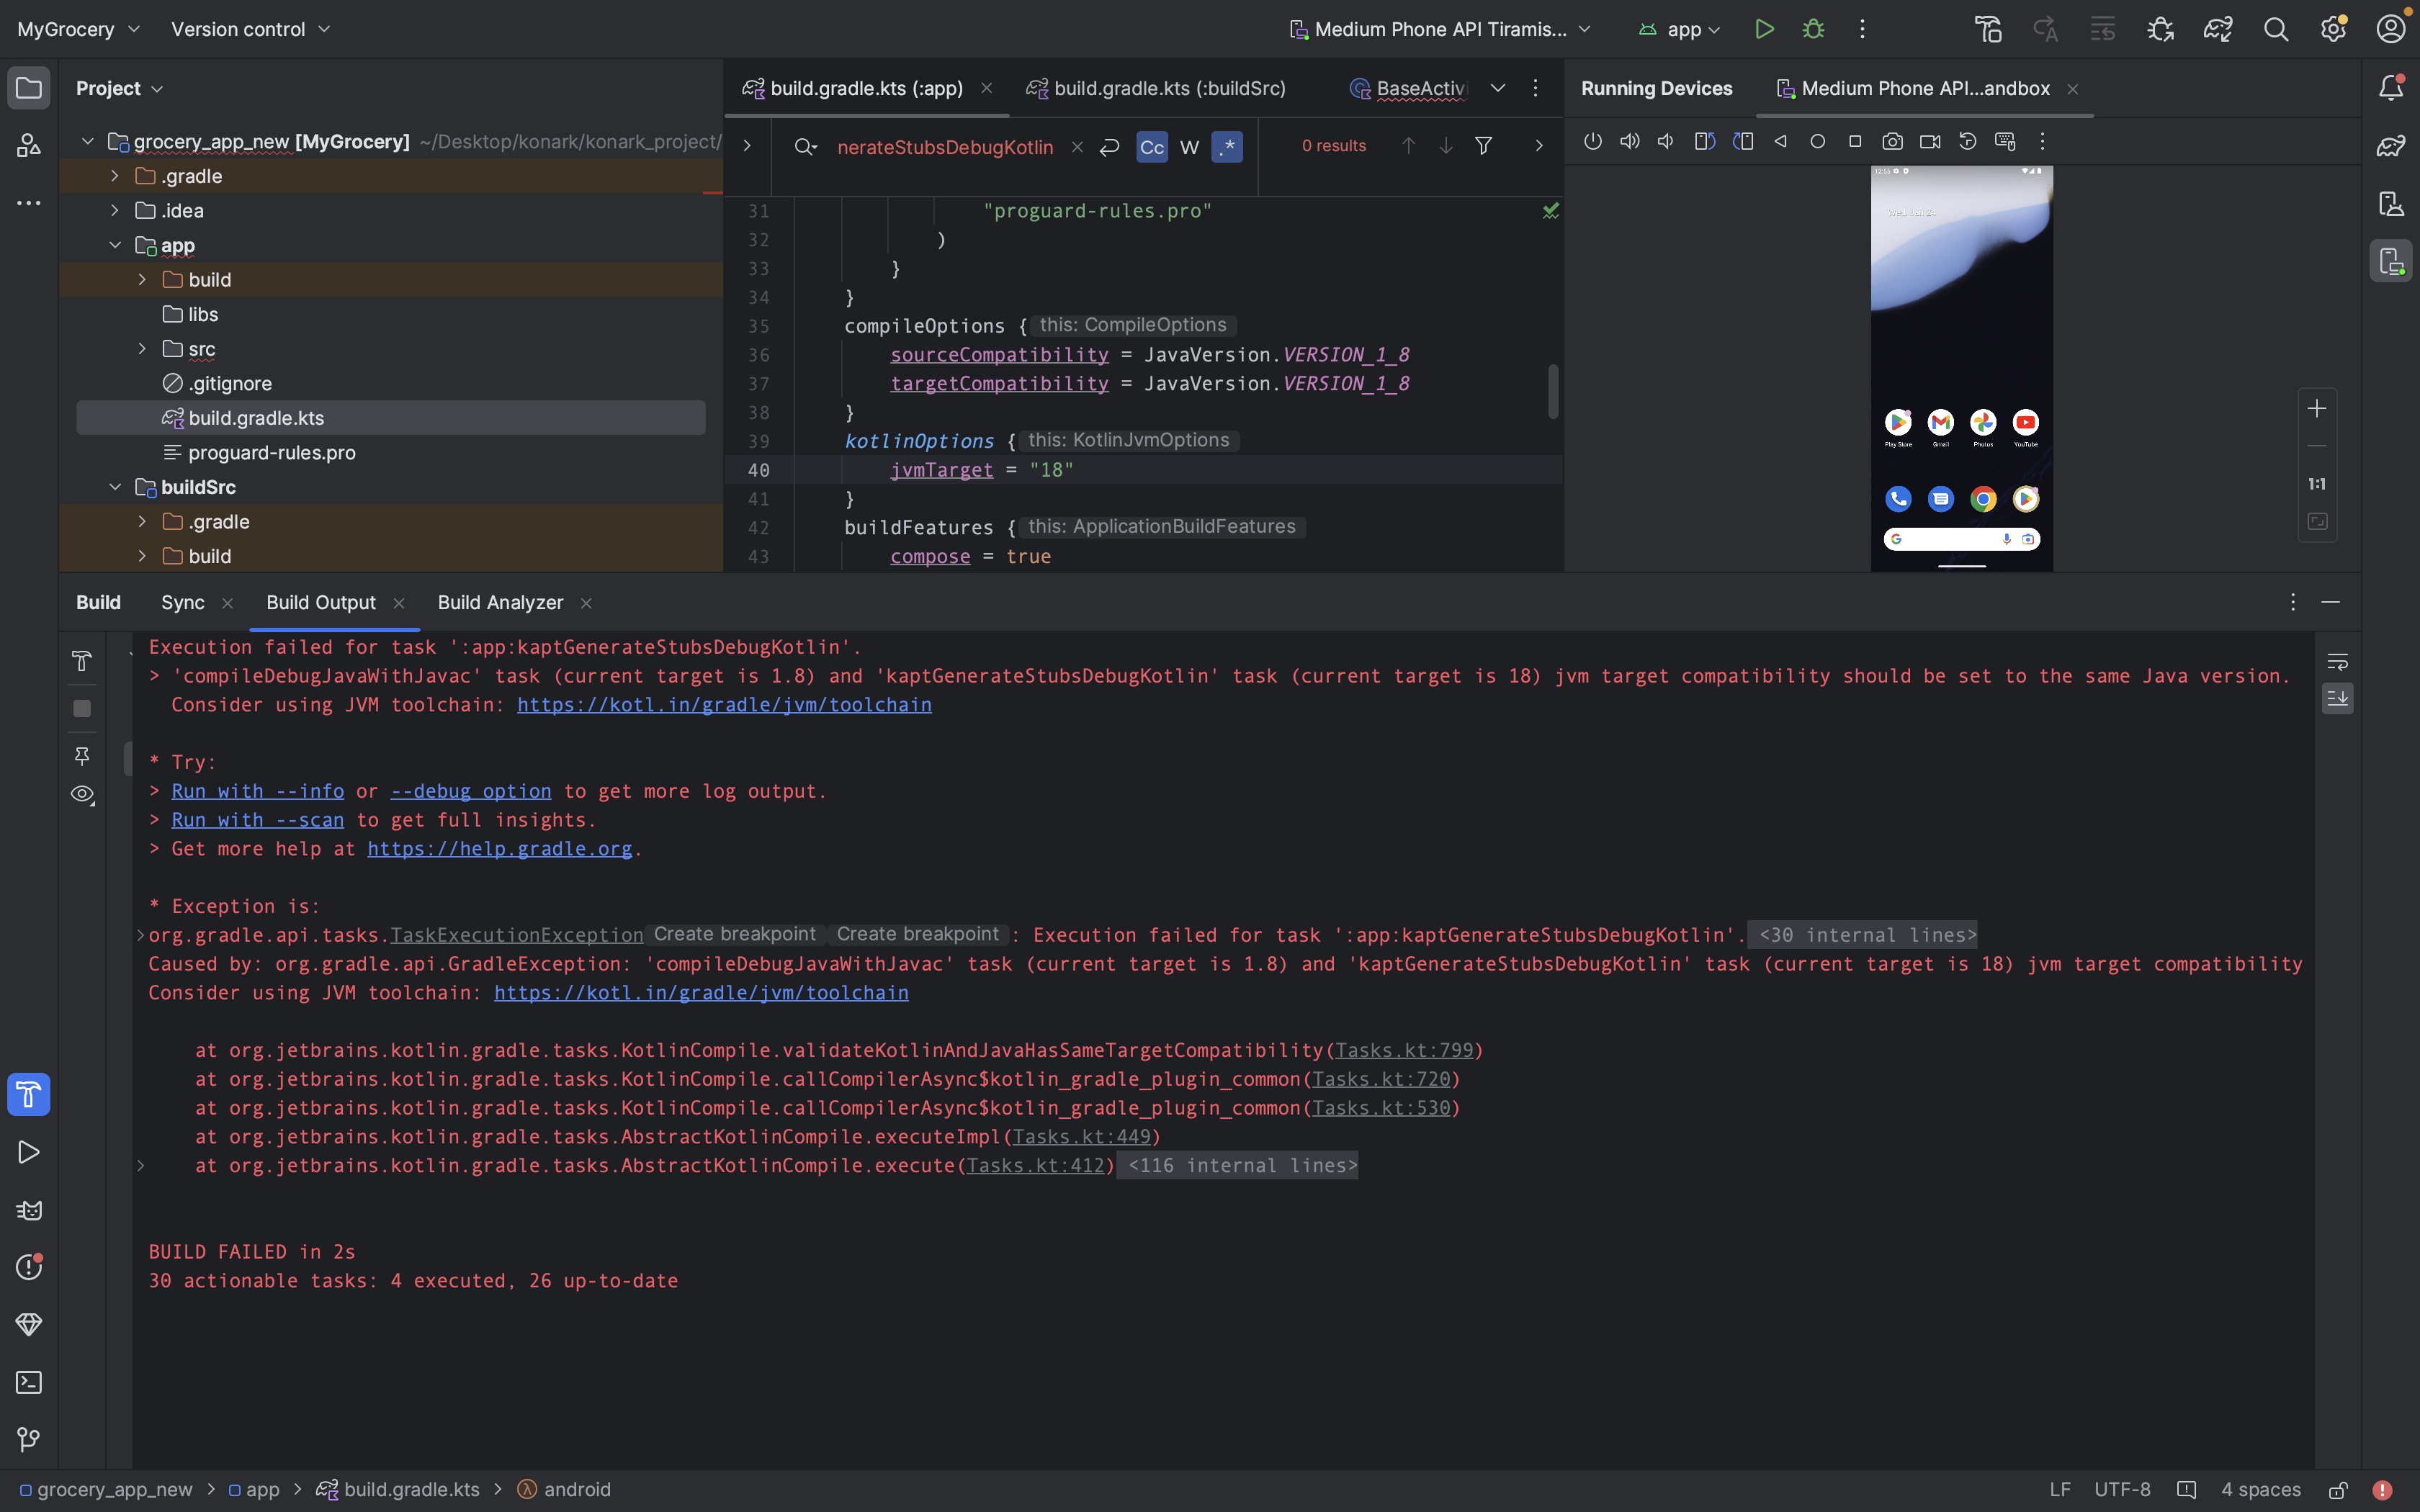 MyGrocery
Version control
Medium Phone API Tiramis...
app
Project
build.gradle.kts (:app)
build.gradle.kts (:buildSrc)
BaseActivi
Running Devices
Medium Phone API...andbox
grocery_app_new [MyGrocery] ~/Desktop/konark/konark_project/
.gradle
.idea
app
build
libs
src
.gitignore
build.gradle.kts
proguard-rules.pro
buildSrc
.gradle
build
nerateStubsDebugKotlin
Cc
W
.*
0 results
31 "proguard-rules.pro"
32 )
33 }
34 }
35 compileOptions { this: CompileOptions
36 sourceCompatibility = JavaVersion.VERSION_1_8
37 targetCompatibility = JavaVersion.VERSION_1_8
38 }
39 kotlinOptions { this: KotlinJvmOptions
40 jvmTarget = "18"
41 }
42 buildFeatures { this: ApplicationBuildFeatures
43 compose = true
Play Store Gmail Photos YouTube
1:1
Build
Sync
Build Output
Build Analyzer
Execution failed for task ':app:kaptGenerateStubsDebugKotlin'.
> 'compileDebugJavaWithJavac' task (current target is 1.8) and 'kaptGenerateStubsDebugKotlin' task (current target is 18) jvm target compatibility should be set to the same Java version.
Consider using JVM toolchain: https://kotl.in/gradle/jvm/toolchain
* Try:
> Run with --info or --debug option to get more log output.
> Run with --scan to get full insights.
> Get more help at https://help.gradle.org.
* Exception is:
org.gradle.api.tasks.TaskExecutionException Create breakpoint Create breakpoint : Execution failed for task ':app:kaptGenerateStubsDebugKotlin'. <30 internal lines>
Caused by: org.gradle.api.GradleException: 'compileDebugJavaWithJavac' task (current target is 1.8) and 'kaptGenerateStubsDebugKotlin' task (current target is 18) jvm target compatibility
Consider using JVM toolchain: https://kotl.in/gradle/jvm/toolchain
at org.jetbrains.kotlin.gradle.tasks.KotlinCompile.validateKotlinAndJavaHasSameTargetCompatibility(Tasks.kt:799)
at org.jetbrains.kotlin.gradle.tasks.KotlinCompile.callCompilerAsync$kotlin_gradle_plugin_common(Tasks.kt:720)
at org.jetbrains.kotlin.gradle.tasks.KotlinCompile.callCompilerAsync$kotlin_gradle_plugin_common(Tasks.kt:530)
at org.jetbrains.kotlin.gradle.tasks.AbstractKotlinCompile.executeImpl(Tasks.kt:449)
at org.jetbrains.kotlin.gradle.tasks.AbstractKotlinCompile.execute(Tasks.kt:412) <116 internal lines>
BUILD FAILED in 2s
30 actionable tasks: 4 executed, 26 up-to-date
grocery_app_new > app > build.gradle.kts > android
LF
UTF-8
4 spaces